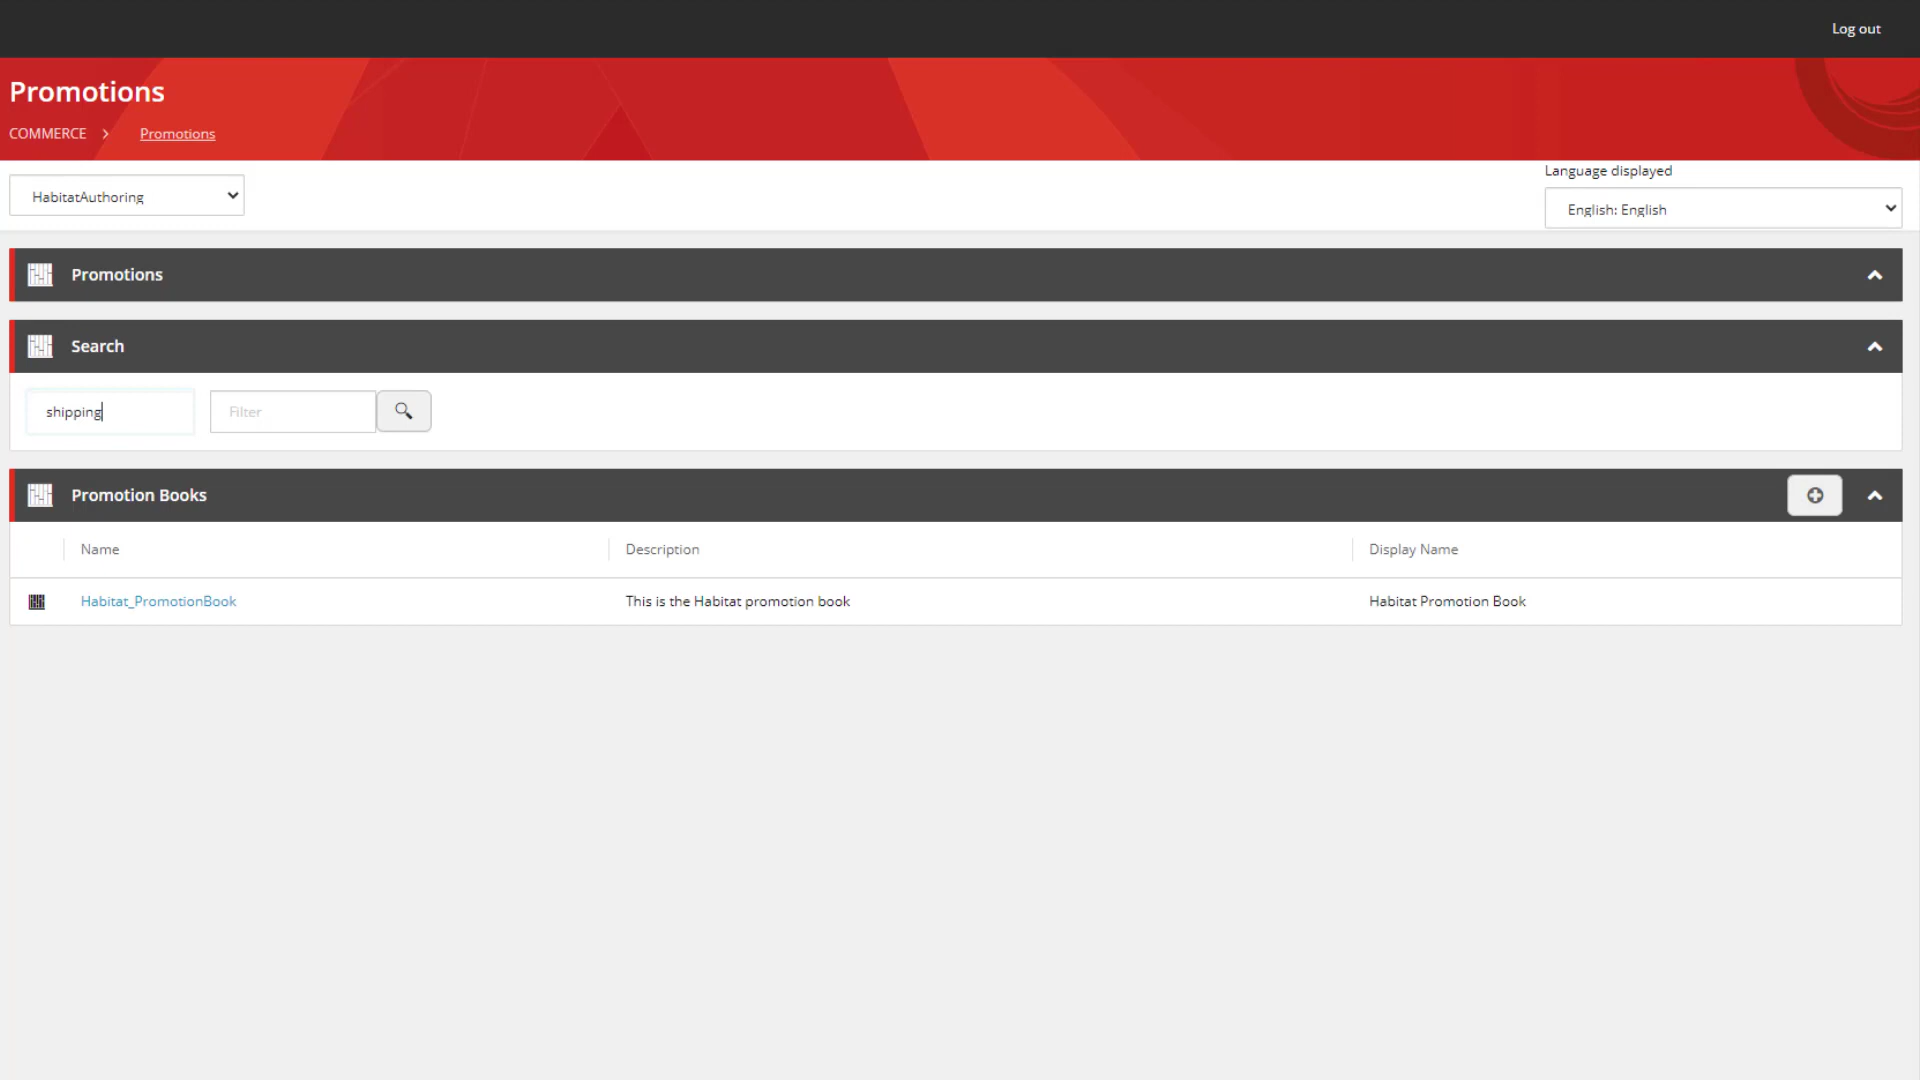 Log out
Promotions
COMMERCE
Promotions
HabitatAuthoring
Language displayed
English: English
Promotions
Search
shipping
Filter
Promotion Books
Name
Description
Display Name
Habitat_PromotionBook
This is the Habitat promotion book
Habitat Promotion Book